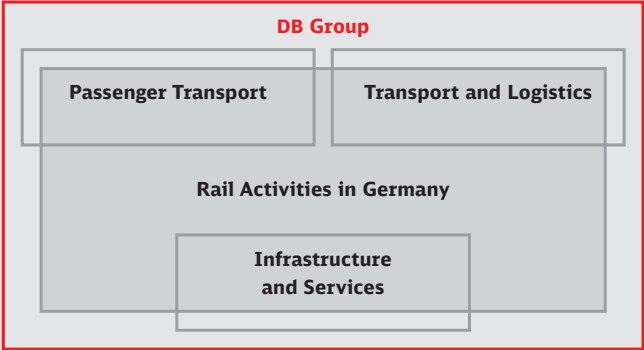 DB Group
Passenger Transport
Transport and Logistics
Rail Activities in Germany
Infrastructure
and Services